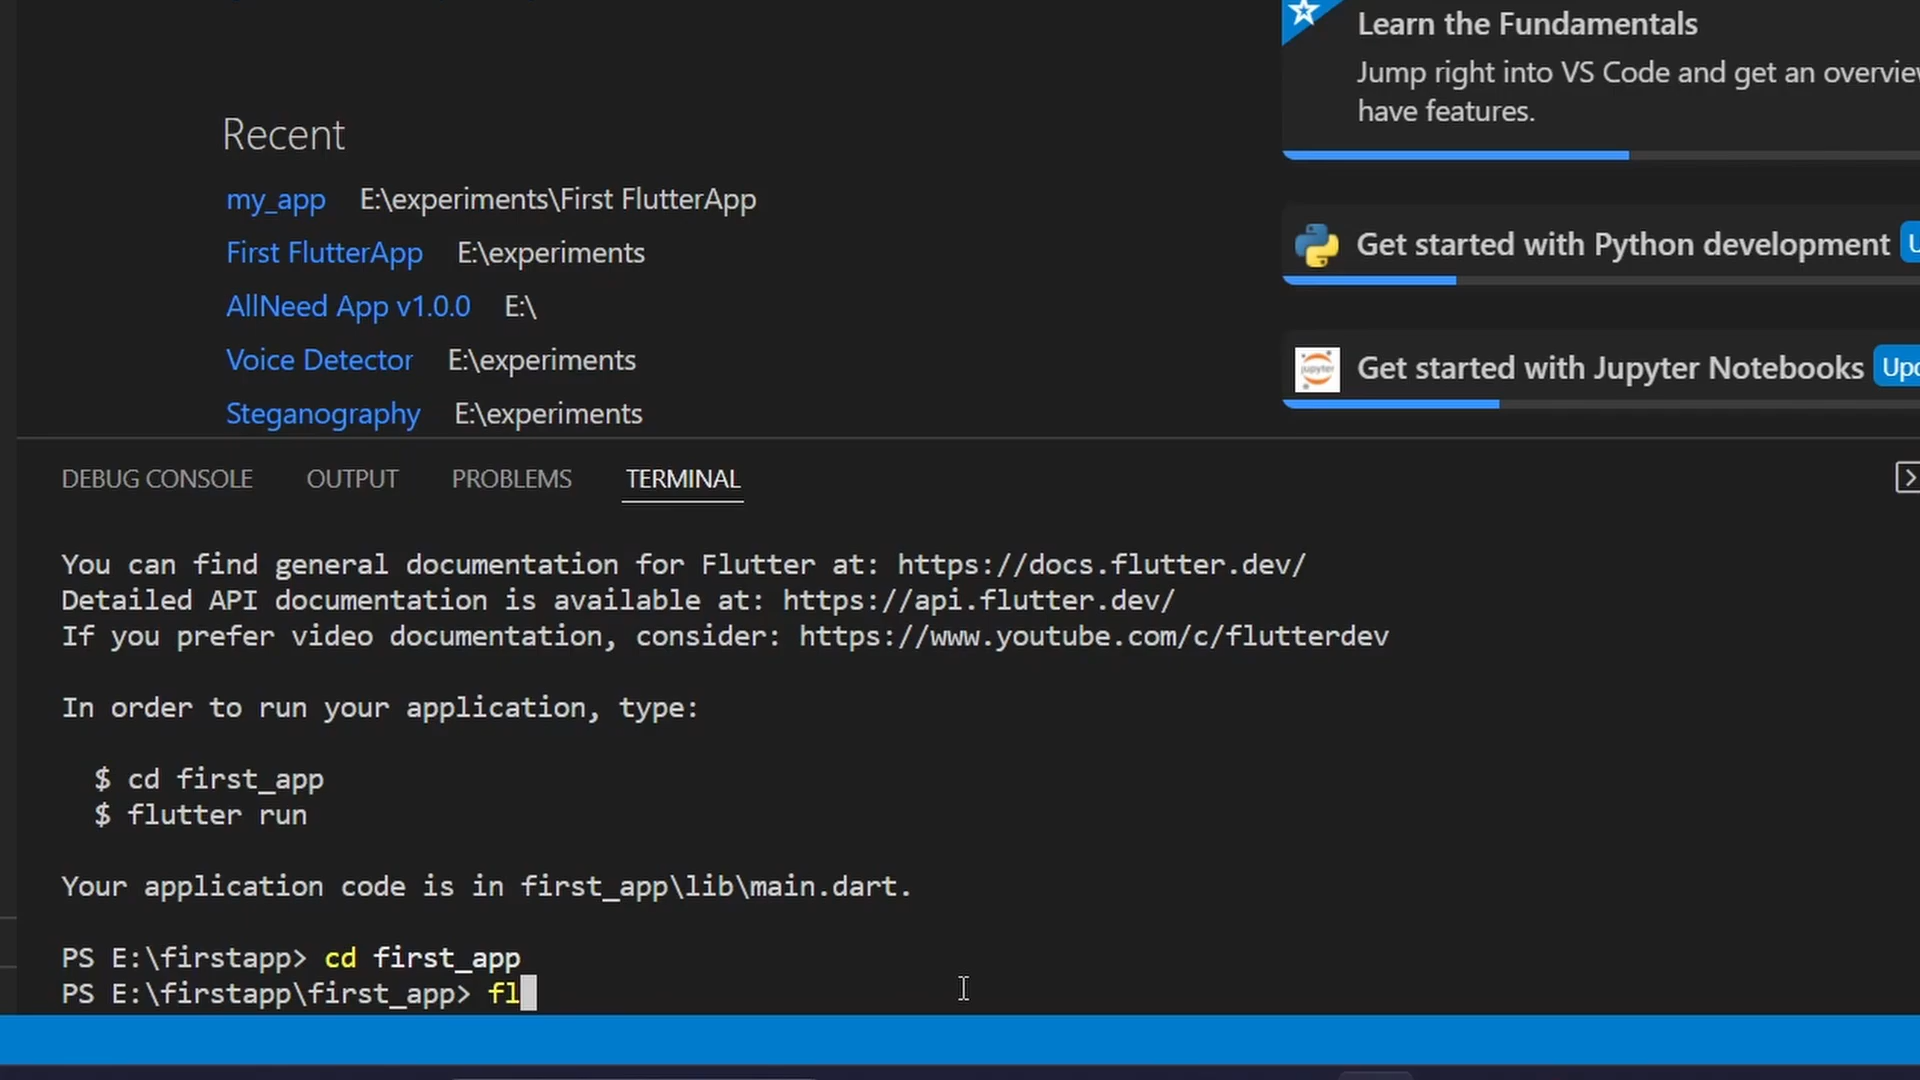 Learn the Fundamentals
Jump right into VS Code and get an overview
have features.
Recent
my_app E:\experiments\First FlutterApp
First FlutterApp E:\experiments
AllNeed App v1.0.0 E:\
Voice Detector E:\experiments
Steganography E:\experiments
Get started with Python development
jupyter
Get started with Jupyter Notebooks
DEBUG CONSOLE OUTPUT PROBLEMS TERMINAL
You can find general documentation for Flutter at: https://docs.flutter.dev/
Detailed API documentation is available at: https://api.flutter.dev/
If you prefer video documentation, consider: https://www.youtube.com/c/flutterdev
In order to run your application, type:
$ cd first_app
$ flutter run
Your application code is in first_app\lib\main.dart.
PS E:\firstapp> cd first_app
PS E:\firstapp\first_app> fl